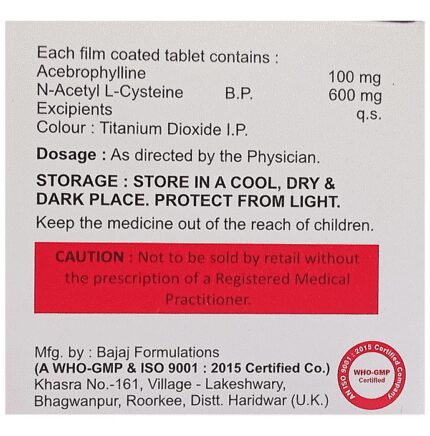 Each film coated tablet contains :
Acebrophylline 100 mg
N-Acetyl L-Cysteine B.P. 600 mg
Excipients q.s.
Colour : Titanium Dioxide I.P.
Dosage : As directed by the Physician.
STORAGE : STORE IN A COOL, DRY &
DARK PLACE. PROTECT FROM LIGHT.
Keep the medicine out of the reach of children.
CAUTION : Not to be sold by retail without
the prescription of a Registered Medical
Practitioner.
Mfg. by : Bajaj Formulations
(A WHO-GMP & ISO 9001 : 2015 Certified Co.)
Khasra No.-161, Village - Lakeshwary,
Bhagwanpur, Roorkee, Distt. Haridwar (U.K.)
AN ISO 9001 : 2015 Certified Company
WHO-GMP
Certified